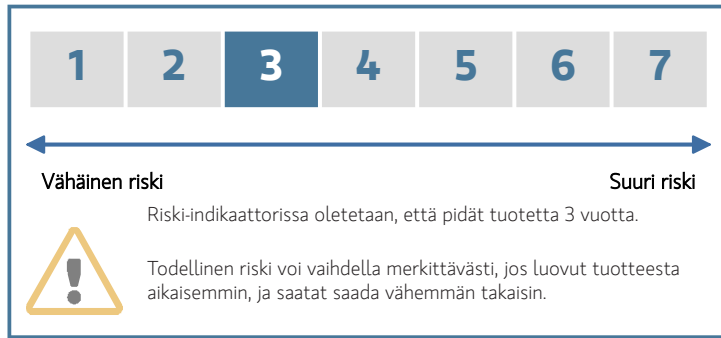 1 2 3 4 5 6 7
Vähäinen riski Suuri riski
Riski-indikaattorissa oletetaan, että pidät tuotetta 3 vuotta.
Todellinen riski voi vaihdella merkittävästi, jos luovut tuotteesta
aikaisemmin, ja saatat saada vähemmän takaisin.